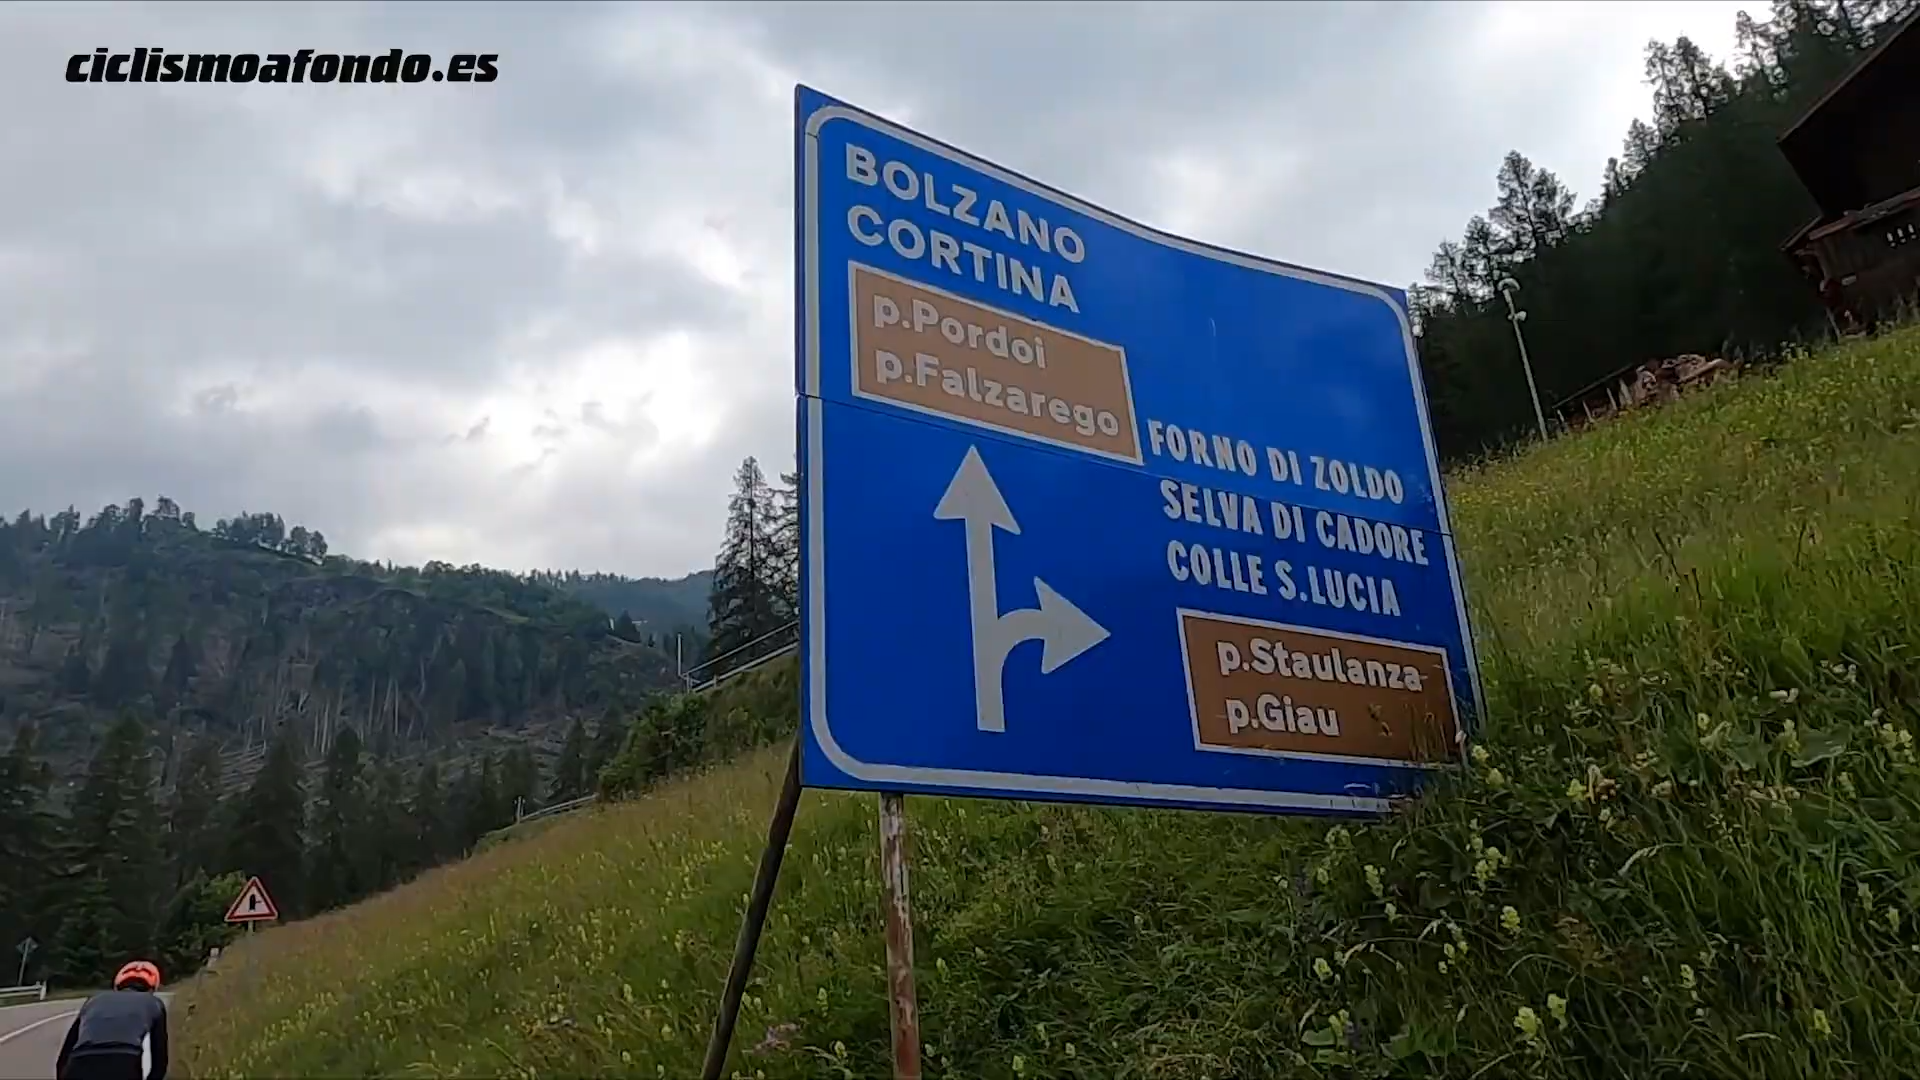 ciclismoafondo.es
BOLZANO
CORTINA
p.Pordoi
p.Falzarego
FORNO DI ZOLDO
SELVA DI CADORE
COLLE S.LUCIA
p.Staulanza
p.Giau